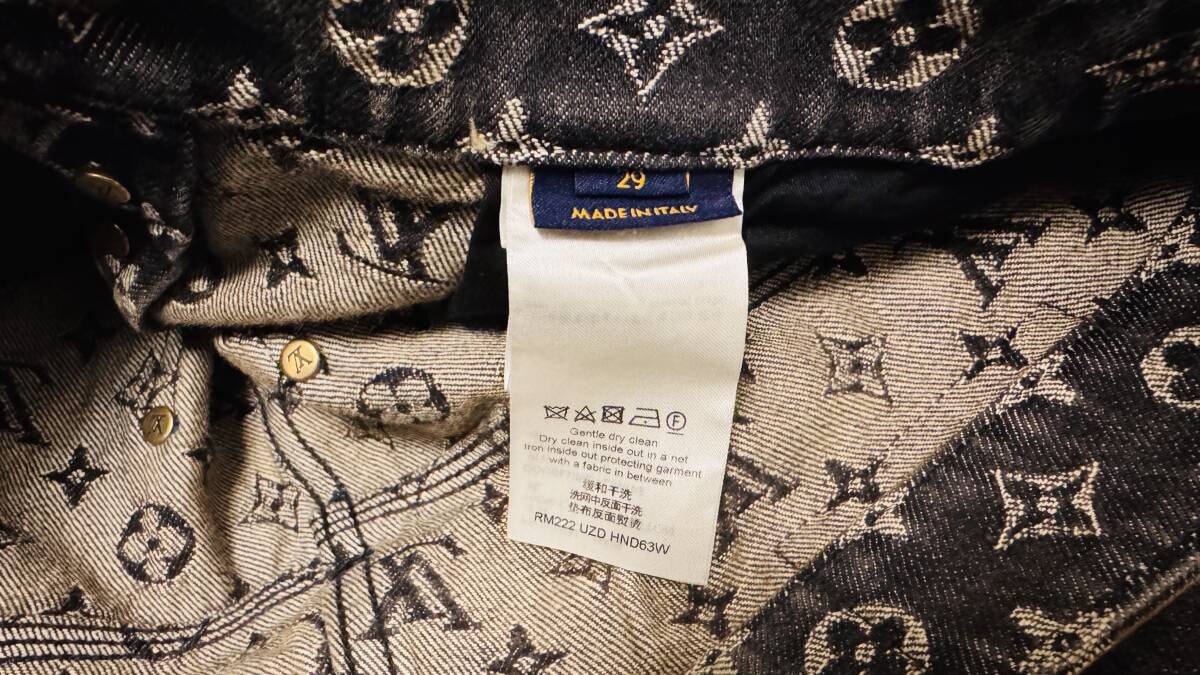 29
MADE IN ITALY
F
Gentle dry clean
Dry clean inside out in a net
Iron inside out protecting garment
with a fabric in between
缓和干洗
洗网中反面干洗
垫布反面熨烫
RM222 UZD HND63W